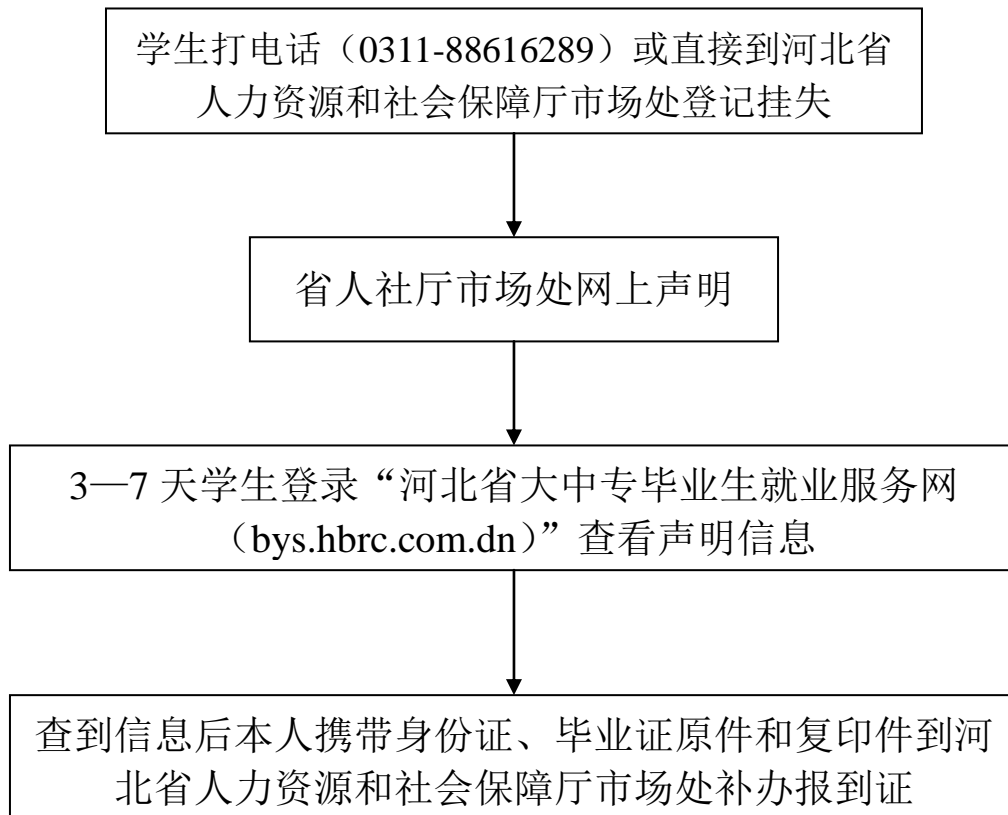 学生打电话（0311-88616289）或直接到河北省
人力资源和社会保障厅市场处登记挂失
省人社厅市场处网上声明
3—7 天学生登录“河北省大中专毕业生就业服务网
（bys.hbrc.com.dn）”查看声明信息
查到信息后本人携带身份证、毕业证原件和复印件到河
北省人力资源和社会保障厅市场处补办报到证